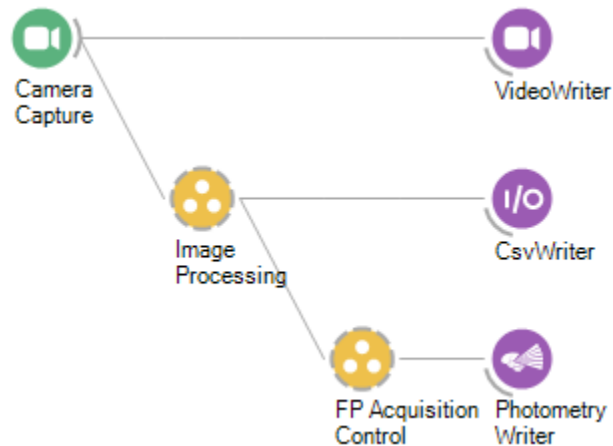 Camera
Capture
VideoWriter
Image
Processing
I/O
CsvWriter
FP Acquisition
Control
Photometry
Writer